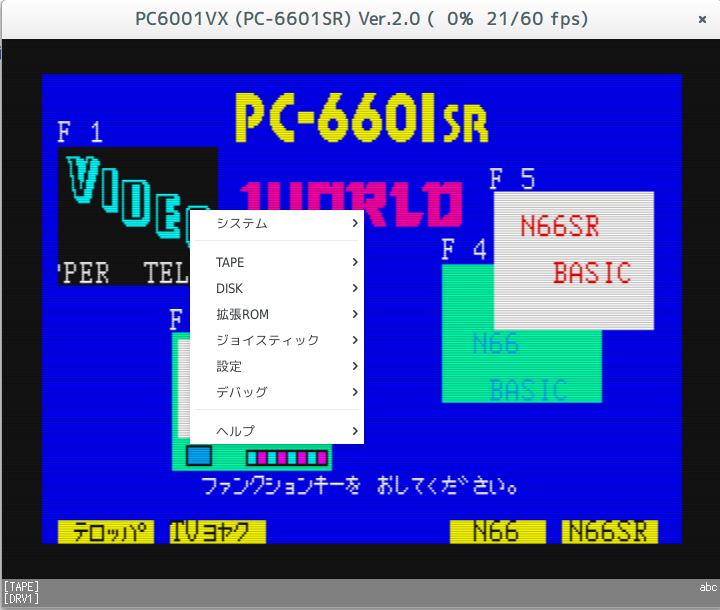 PC6001VX (PC-6601SR) Ver.2.0 ( 0% 21/60 fps)
PC-6601SR
F 1
VIDEO
WORLD
F 5
N66SR
BASIC
F 4
N66
BASIC
'PER TEL
F
システム
TAPE
DISK
拡張ROM
ジョイスティック
設定
デバッグ
ヘルプ
ファンクションキーを おしてください。
テロッパ TVヨヤク N66 N66SR
[TAPE]
[DRV1]
abc